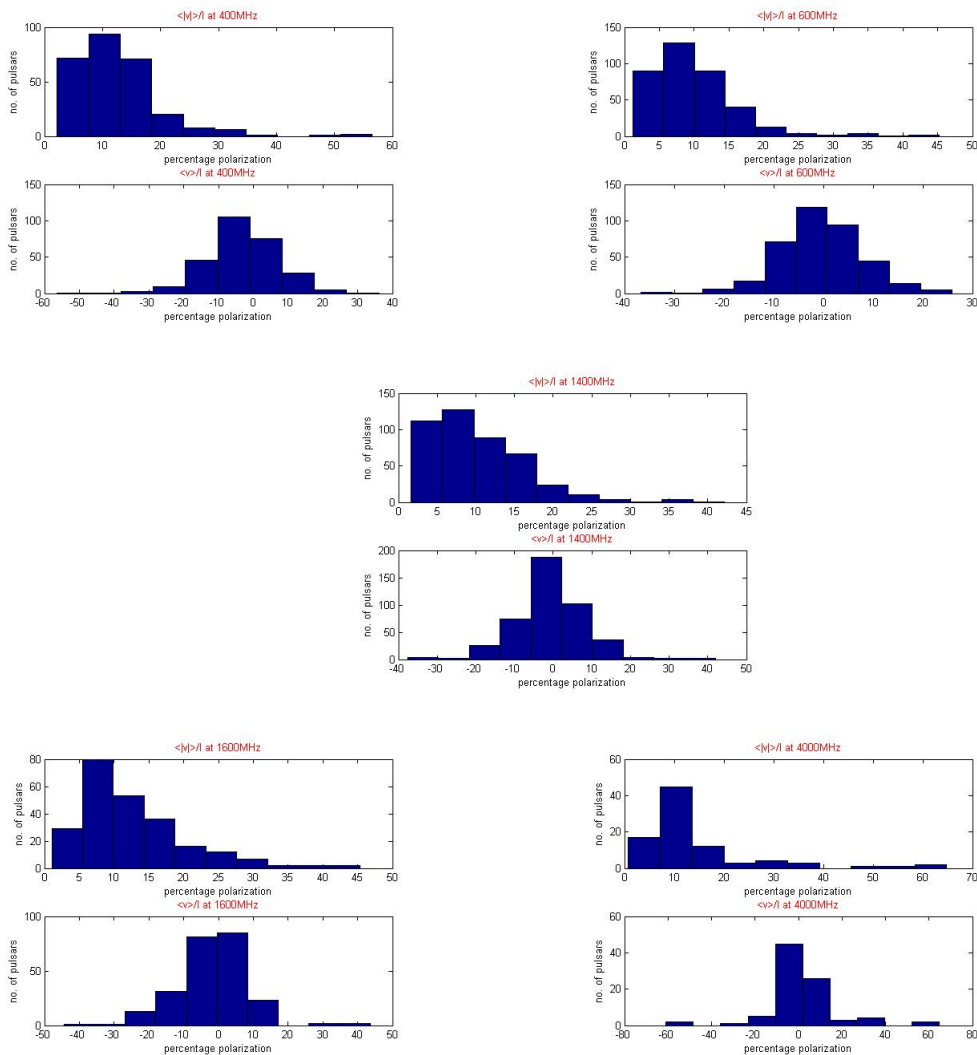 <|v|>/I at 400MHz
100
50
0
no. of pulsars
0 10 20 30 40 50 60
percentage polarization
<v>/I at 400MHz
150
100
50
0
no. of pulsars
-60 -50 -40 -30 -20 -10 0 10 20 30 40
percentage polarization
<|v|>/I at 600MHz
150
100
50
0
no. of pulsars
0 5 10 15 20 25 30 35 40 45 50
percentage polarization
<v>/I at 600MHz
150
100
50
0
no. of pulsars
-40 -30 -20 -10 0 10 20 30
percentage polarization
<|v|>/I at 1400MHz
150
100
50
0
no. of pulsars
0 5 10 15 20 25 30 35 40 45
percentage polarization
<v>/I at 1400MHz
200
150
100
50
0
no. of pulsars
-40 -30 -20 -10 0 10 20 30 40 50
percentage polarization
<|v|>/I at 1600MHz
80
60
40
20
0
no. of pulsars
0 5 10 15 20 25 30 35 40 45 50
percentage polarization
<v>/I at 1600MHz
100
50
0
no. of pulsars
-50 -40 -30 -20 -10 0 10 20 30 40 50
percentage polarization
<|v|>/I at 4000MHz
60
40
20
0
no. of pulsars
0 10 20 30 40 50 60 70
percentage polarization
<v>/I at 4000MHz
60
40
20
0
no. of pulsars
-80 -60 -40 -20 0 20 40 60 80
percentage polarization